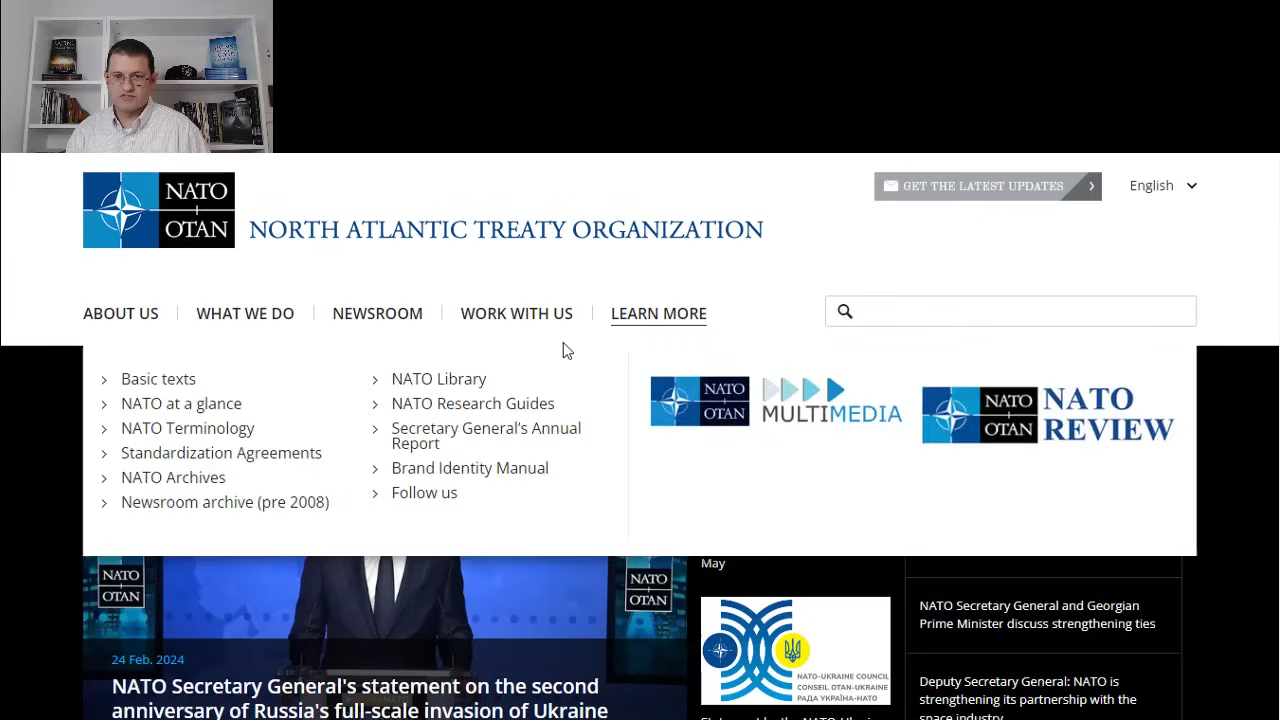 NATO
OTAN
NORTH ATLANTIC TREATY ORGANIZATION
GET THE LATEST UPDATES
English
ABOUT US
WHAT WE DO
NEWSROOM
WORK WITH US
LEARN MORE
Basic texts
NATO at a glance
NATO Terminology
Standardization Agreements
NATO Archives
Newsroom archive (pre 2008)
NATO Library
NATO Research Guides
Secretary General's Annual
Report
Brand Identity Manual
Follow us
NATO
OTAN
MULTIMEDIA
NATO
OTAN
NATO
REVIEW
NATO
OTAN
NATO
OTAN
24 Feb. 2024
NATO Secretary General's statement on the second
anniversary of Russia's full-scale invasion of Ukraine
May
NATO-UKRAINE COUNCIL
CONSEIL OTAN-UKRAINE
РАДА УКРАЇНА-НАТО
NATO Secretary General and Georgian
Prime Minister discuss strengthening ties
Deputy Secretary General: NATO is
strengthening its partnership with the
space industry